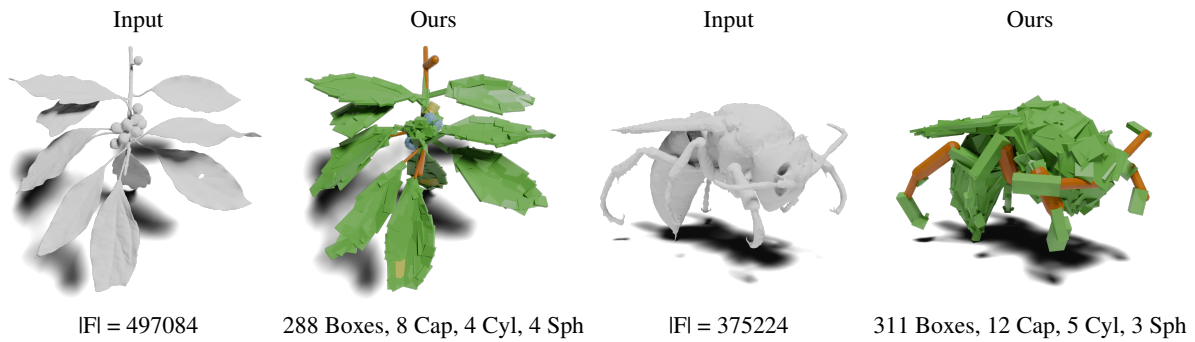 Input
Ours
Input
Ours
|F| = 497084
288 Boxes, 8 Cap, 4 Cyl, 4 Sph
|F| = 375224
311 Boxes, 12 Cap, 5 Cyl, 3 Sph